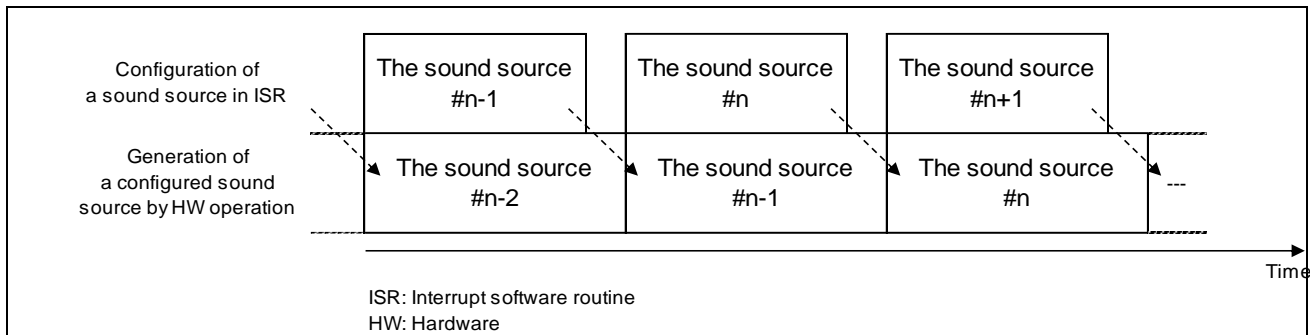 Configuration of
a sound source in ISR
The sound source
#n-1
The sound source
#n
The sound source
#n+1
Generation of
a configured sound
source by HW operation
The sound source
#n-2
The sound source
#n-1
The sound source
#n
---
Time
ISR: Interrupt software routine
HW: Hardware